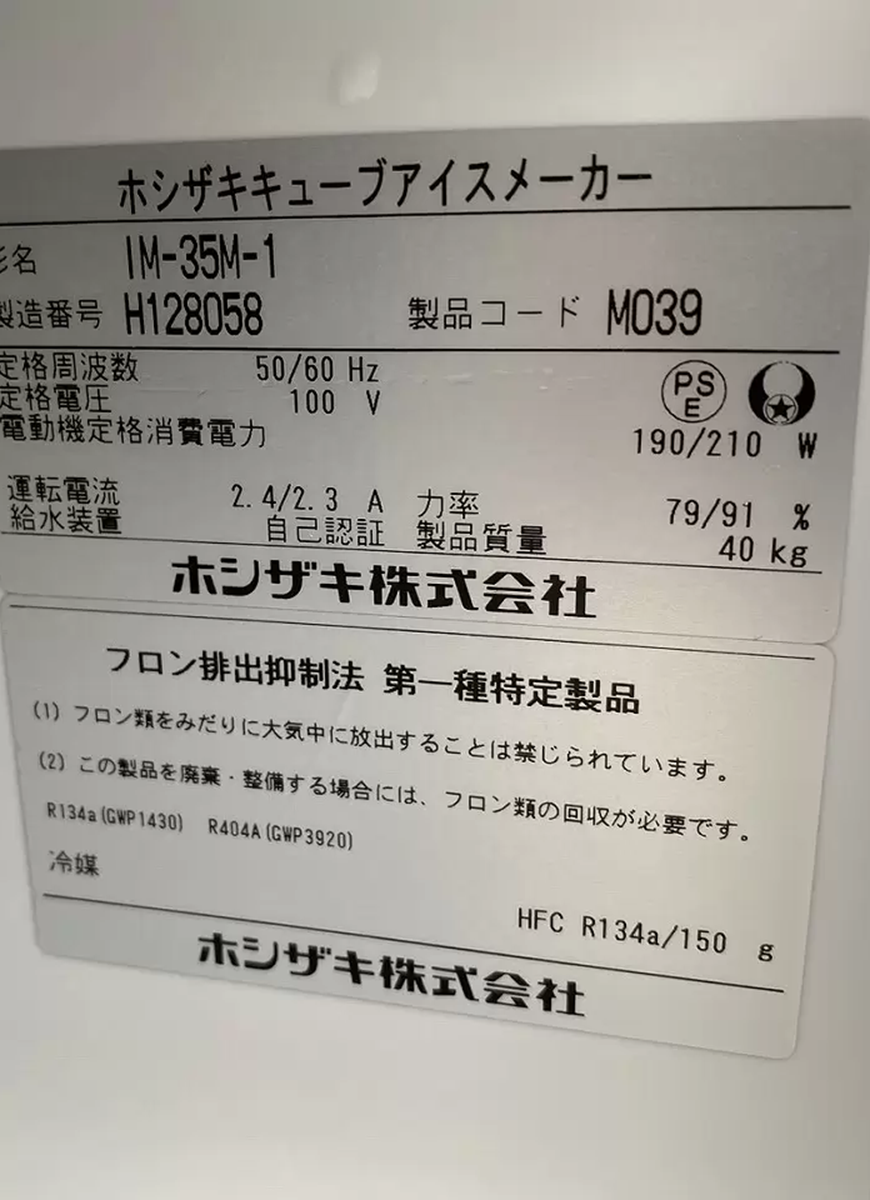 ホシザキキューブアイスメーカー
名 IM-35M-1
製造番号 H128058 製品コード M039
定格周波数 50/60 Hz
定格電圧 100 V
PS E
電動機定格消費電力 190/210 W
運転電流 2.4/2.3 A 力率 79/91 %
給水装置 自己認証 製品質量 40 kg
ホシザキ株式会社
フロン排出抑制法 第一種特定製品
(1) フロン類をみだりに大気中に放出することは禁じられています。
(2) この製品を廃棄・整備する場合には、フロン類の回収が必要です。
R134a(GWP1430) R404A(GWP3920)
冷媒
HFC R134a/150 g
ホシザキ株式会社